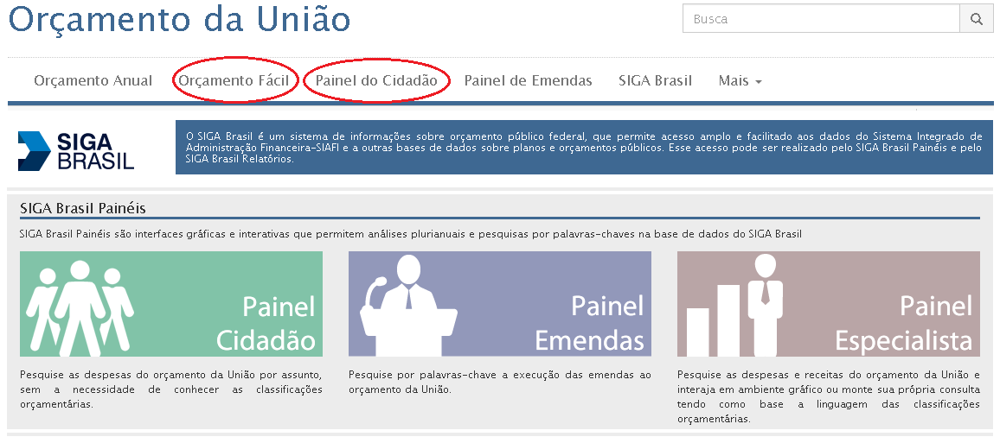 Orçamento da União
Busca
Orçamento Anual Orçamento Fácil Painel do Cidadão Painel de Emendas SIGA Brasil Mais
SIGA
BRASIL
O SIGA Brasil é um sistema de informações sobre orçamento público federal, que permite acesso amplo e facilitado aos dados do Sistema Integrado de
Administração Financeira-SIAFI e a outras bases de dados sobre planos e orçamentos públicos. Esse acesso pode ser realizado pelo SIGA Brasil Painéis e pelo
SIGA Brasil Relatórios.
SIGA Brasil Painéis
SIGA Brasil Painéis são interfaces gráficas e interativas que permitem análises plurianuais e pesquisas por palavras-chaves na base de dados do SIGA Brasil
Painel
Cidadão
Pesquise as despesas do orçamento da União por assunto,
sem a necessidade de conhecer as classificações
orçamentárias.
Painel
Emendas
Pesquise por palavras-chave a execução das emendas ao
orçamento da União.
Painel
Especialista
Pesquise as despesas e receitas do orçamento da União e
interaja em ambiente gráfico ou monte sua própria consulta
tendo como base a linguagem das classificações
orçamentárias.